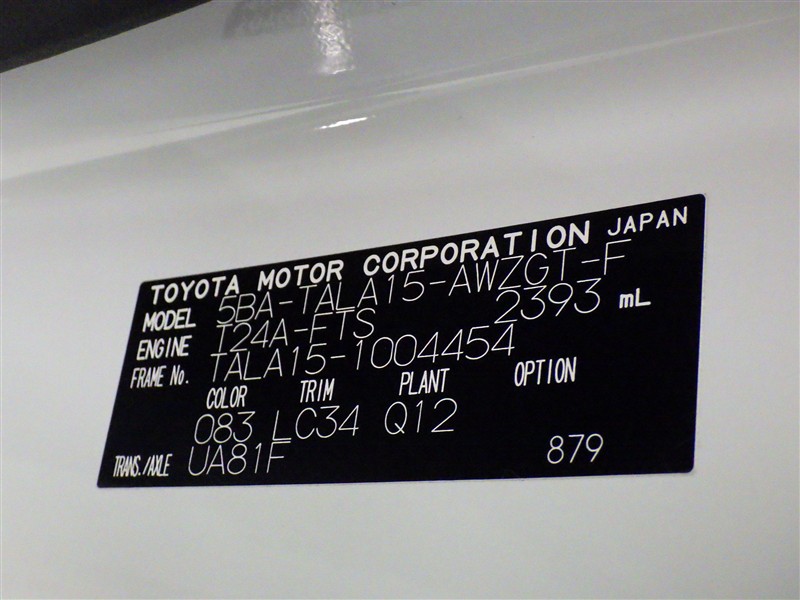 TOYOTA MOTOR CORPORATION JAPAN
MODEL 5BA-TALA15-AWZGT-F
ENGINE T24A-FTS 2393 mL
FRAME No. TALA15-1004454
COLOR TRIM PLANT OPTION
083 LC34 Q12
TRANS./AXLE UA81F 879